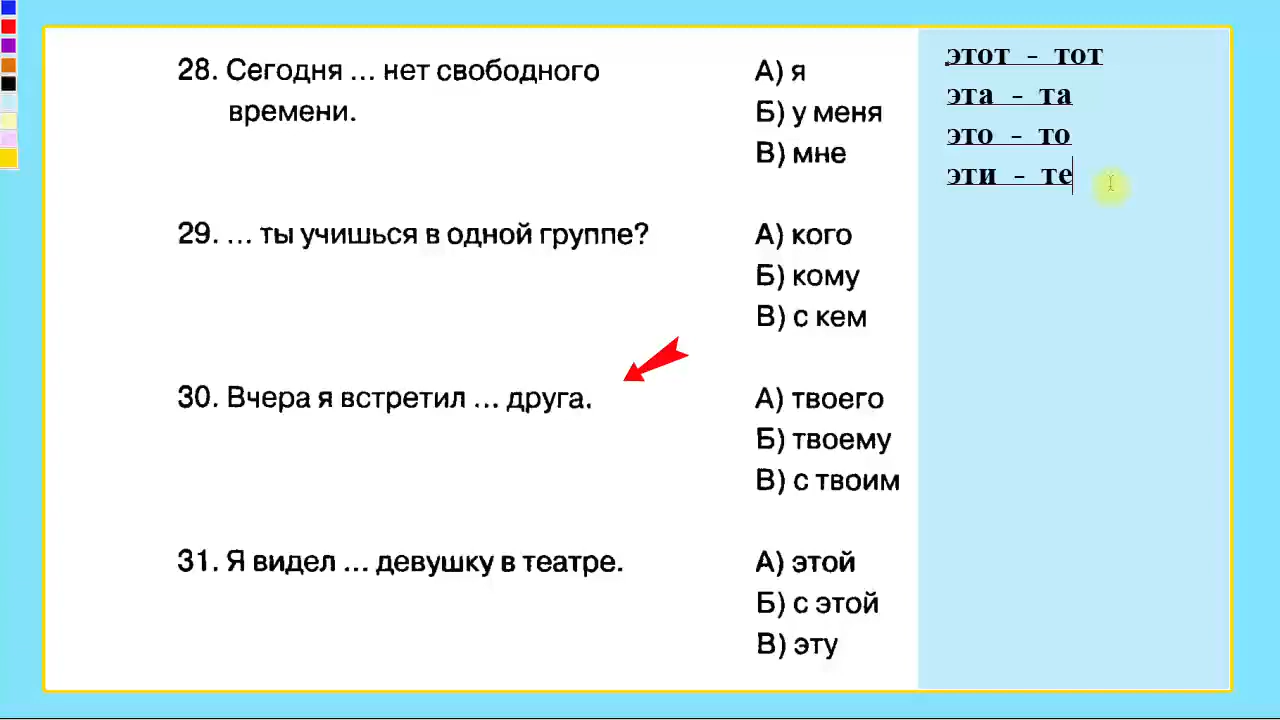 28. Сегодня ... нет свободного
времени.
А) я
Б) у меня
В) мне
29. ... ты учишься в одной группе?
А) кого
Б) кому
В) с кем
30. Вчера я встретил ... друга.
А) твоего
Б) твоему
В) с твоим
31. Я видел ... девушку в театре.
А) этой
Б) с этой
В) эту
этот - тот
эта - та
это - то
эти - те